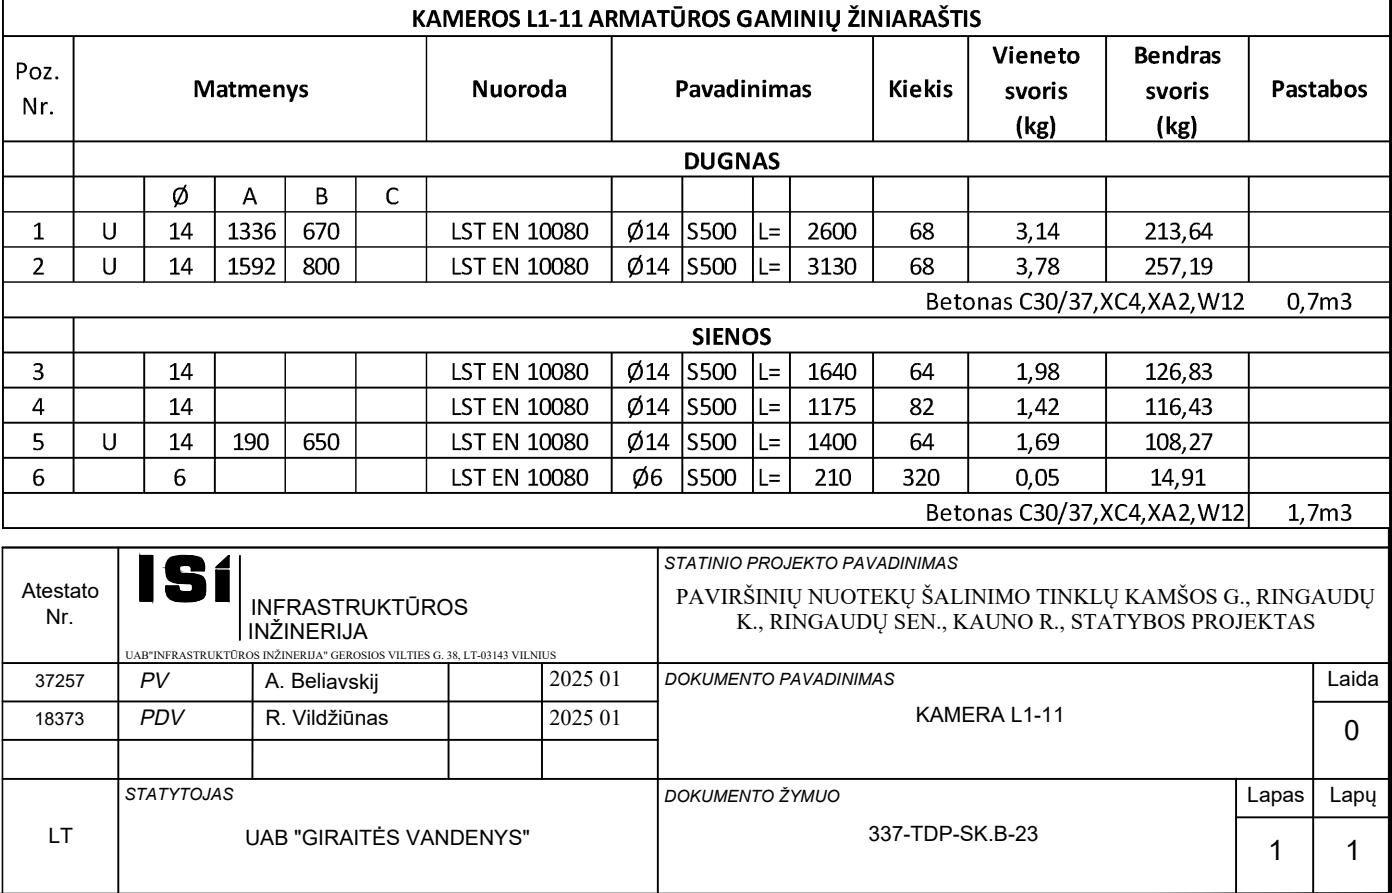 KAMEROS L1-11 ARMATŪROS GAMINIŲ ŽINIARAŠTIS
Poz. Nr. Matmenys Nuoroda Pavadinimas Kiekis Vieneto svoris (kg) Bendras svoris (kg) Pastabos
DUGNAS
Ø A B C
1 U 14 1336 670 LST EN 10080 Ø14 S500 L= 2600 68 3,14 213,64
2 U 14 1592 800 LST EN 10080 Ø14 S500 L= 3130 68 3,78 257,19
Betonas C30/37,XC4,XA2,W12 0,7m3
SIENOS
3 14 LST EN 10080 Ø14 S500 L= 1640 64 1,98 126,83
4 14 LST EN 10080 Ø14 S500 L= 1175 82 1,42 116,43
5 U 14 190 650 LST EN 10080 Ø14 S500 L= 1400 64 1,69 108,27
6 6 LST EN 10080 Ø6 S500 L= 210 320 0,05 14,91
Betonas C30/37,XC4,XA2,W12 1,7m3
Atestato
Nr.
ISI
INFRASTRUKTŪROS
INŽINERIJA
UAB"INFRASTRUKTŪROS INŽINERIJA" GEROSIOS VILTIES G. 38, LT-03143 VILNIUS
STATINIO PROJEKTO PAVADINIMAS
PAVIRŠINIŲ NUOTEKŲ ŠALINIMO TINKLŲ KAMŠOS G., RINGAUDŲ
K., RINGAUDŲ SEN., KAUNO R., STATYBOS PROJEKTAS
37257 PV A. Beliavskij 2025 01
18373 PDV R. Vildžiūnas 2025 01
DOKUMENTO PAVADINIMAS
KAMERA L1-11
Laida
0
LT
STATYTOJAS
UAB "GIRAITĖS VANDENYS"
DOKUMENTO ŽYMUO
337-TDP-SK.B-23
Lapas Lapų
1 1